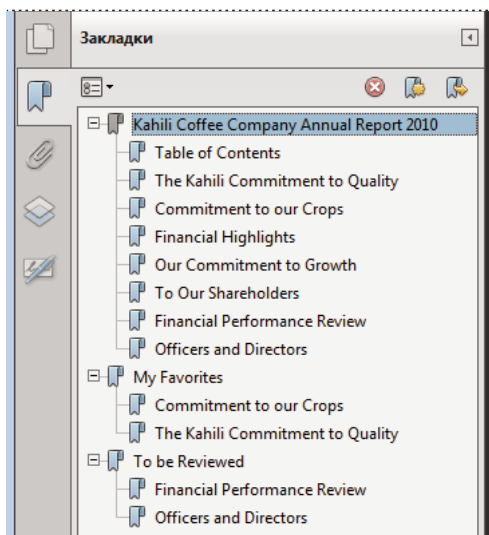 Закладки
Kahili Coffee Company Annual Report 2010
Table of Contents
The Kahili Commitment to Quality
Commitment to our Crops
Financial Highlights
Our Commitment to Growth
To Our Shareholders
Financial Performance Review
Officers and Directors
My Favorites
Commitment to our Crops
The Kahili Commitment to Quality
To be Reviewed
Financial Performance Review
Officers and Directors